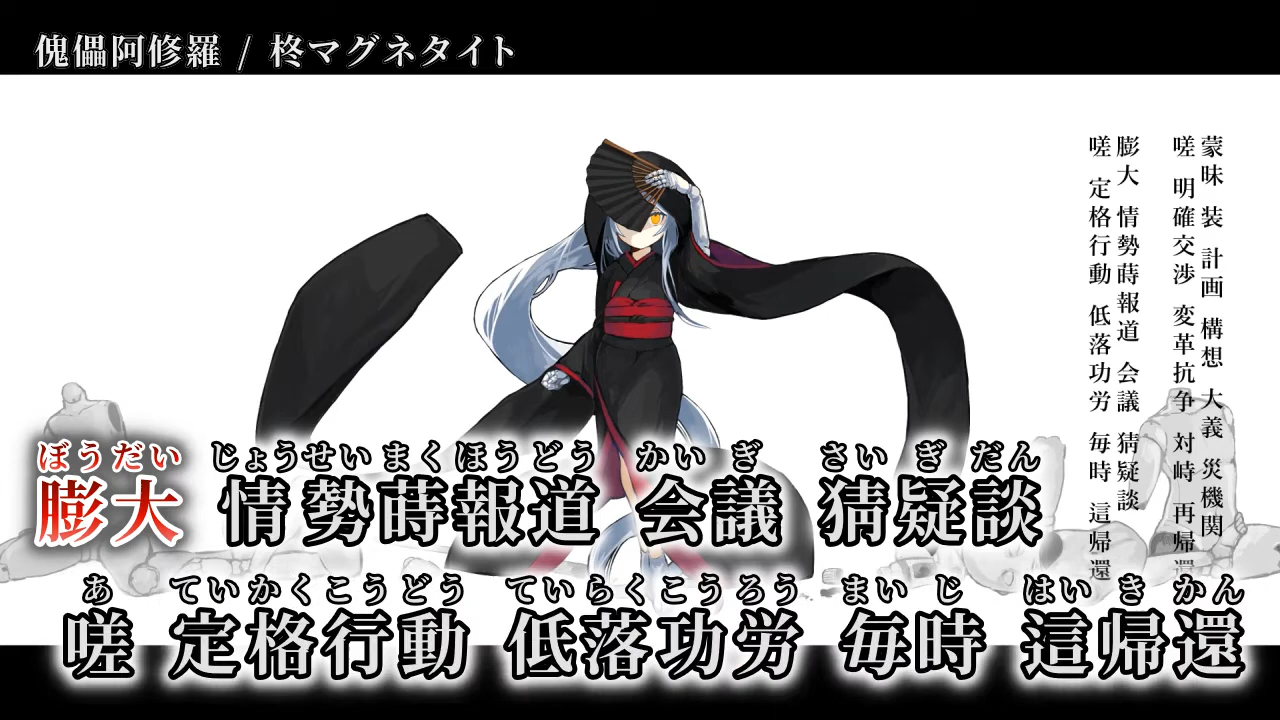 傀儡阿修羅 / 柊マグネタイト
蒙昧 装 計画 構想 大義 災機関
嗟 明確交渉 変革抗争 対峙 再帰還
膨大 情勢蒔報道 会議 猜疑談
嗟 定格行動 低落功労 毎時 這帰還
ぼうだい じょうせいまくほうどう かいぎ さいぎだん
膨大 情勢蒔報道 会議 猜疑談
あ ていかくこうどう ていらくこうろう まいじ はいきかん
嗟 定格行動 低落功労 毎時 這帰還